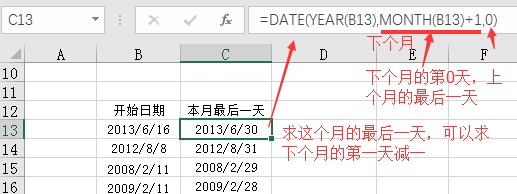 C13
=DATE(YEAR(B13),MONTH(B13)+1,0)
A B C D E F
下个月
10
下个月的第0天，上
11
个月的最后一天
12 开始日期 本月最后一天
13 2013/6/16 2013/6/30
求这个月的最后一天，可以求
14 2012/8/8 2012/8/31
下个月的第一天减一
15 2008/2/11 2008/2/29
16 2009/2/11 2009/2/28